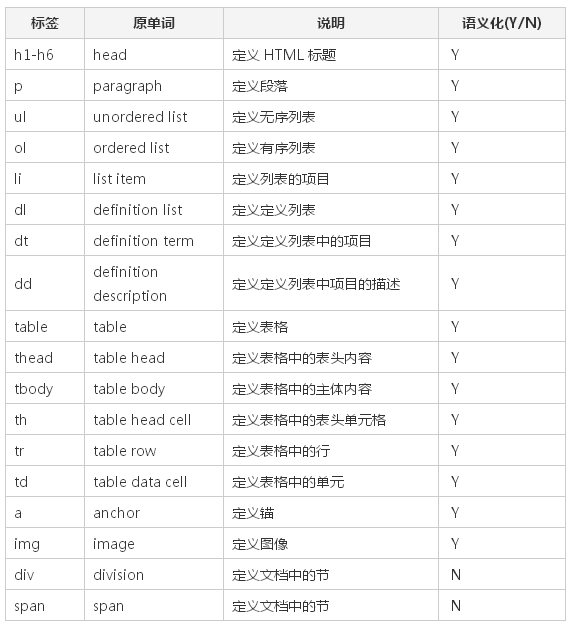 标签 原单词 说明 语义化(Y/N)
h1-h6 head 定义 HTML 标题 Y
p paragraph 定义段落 Y
ul unordered list 定义无序列表 Y
ol ordered list 定义有序列表 Y
li list item 定义列表的项目 Y
dl definition list 定义定义列表 Y
dt definition term 定义定义列表中的项目 Y
dd definition description 定义定义列表中项目的描述 Y
table table 定义表格 Y
thead table head 定义表格中的表头内容 Y
tbody table body 定义表格中的主体内容 Y
th table head cell 定义表格中的表头单元格 Y
tr table row 定义表格中的行 Y
td table data cell 定义表格中的单元 Y
a anchor 定义锚 Y
img image 定义图像 Y
div division 定义文档中的节 N
span span 定义文档中的节 N